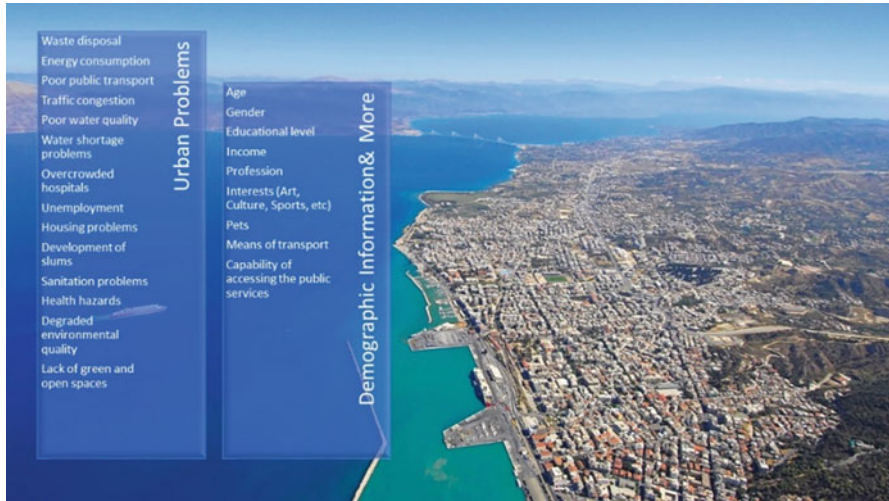 Urban Problems
Waste disposal
Energy consumption
Poor public transport
Traffic congestion
Poor water quality
Water shortage
problems
Overcrowded
hospitals
Unemployment
Housing problems
Development of
slums
Sanitation problems
Health hazards
Degraded
environmental
quality
Lack of green and
open spaces
Demographic Information& More
Age
Gender
Educational level
Income
Profession
Interests (Art,
Culture, Sports, etc)
Pets
Means of transport
Capability of
accessing the public
services